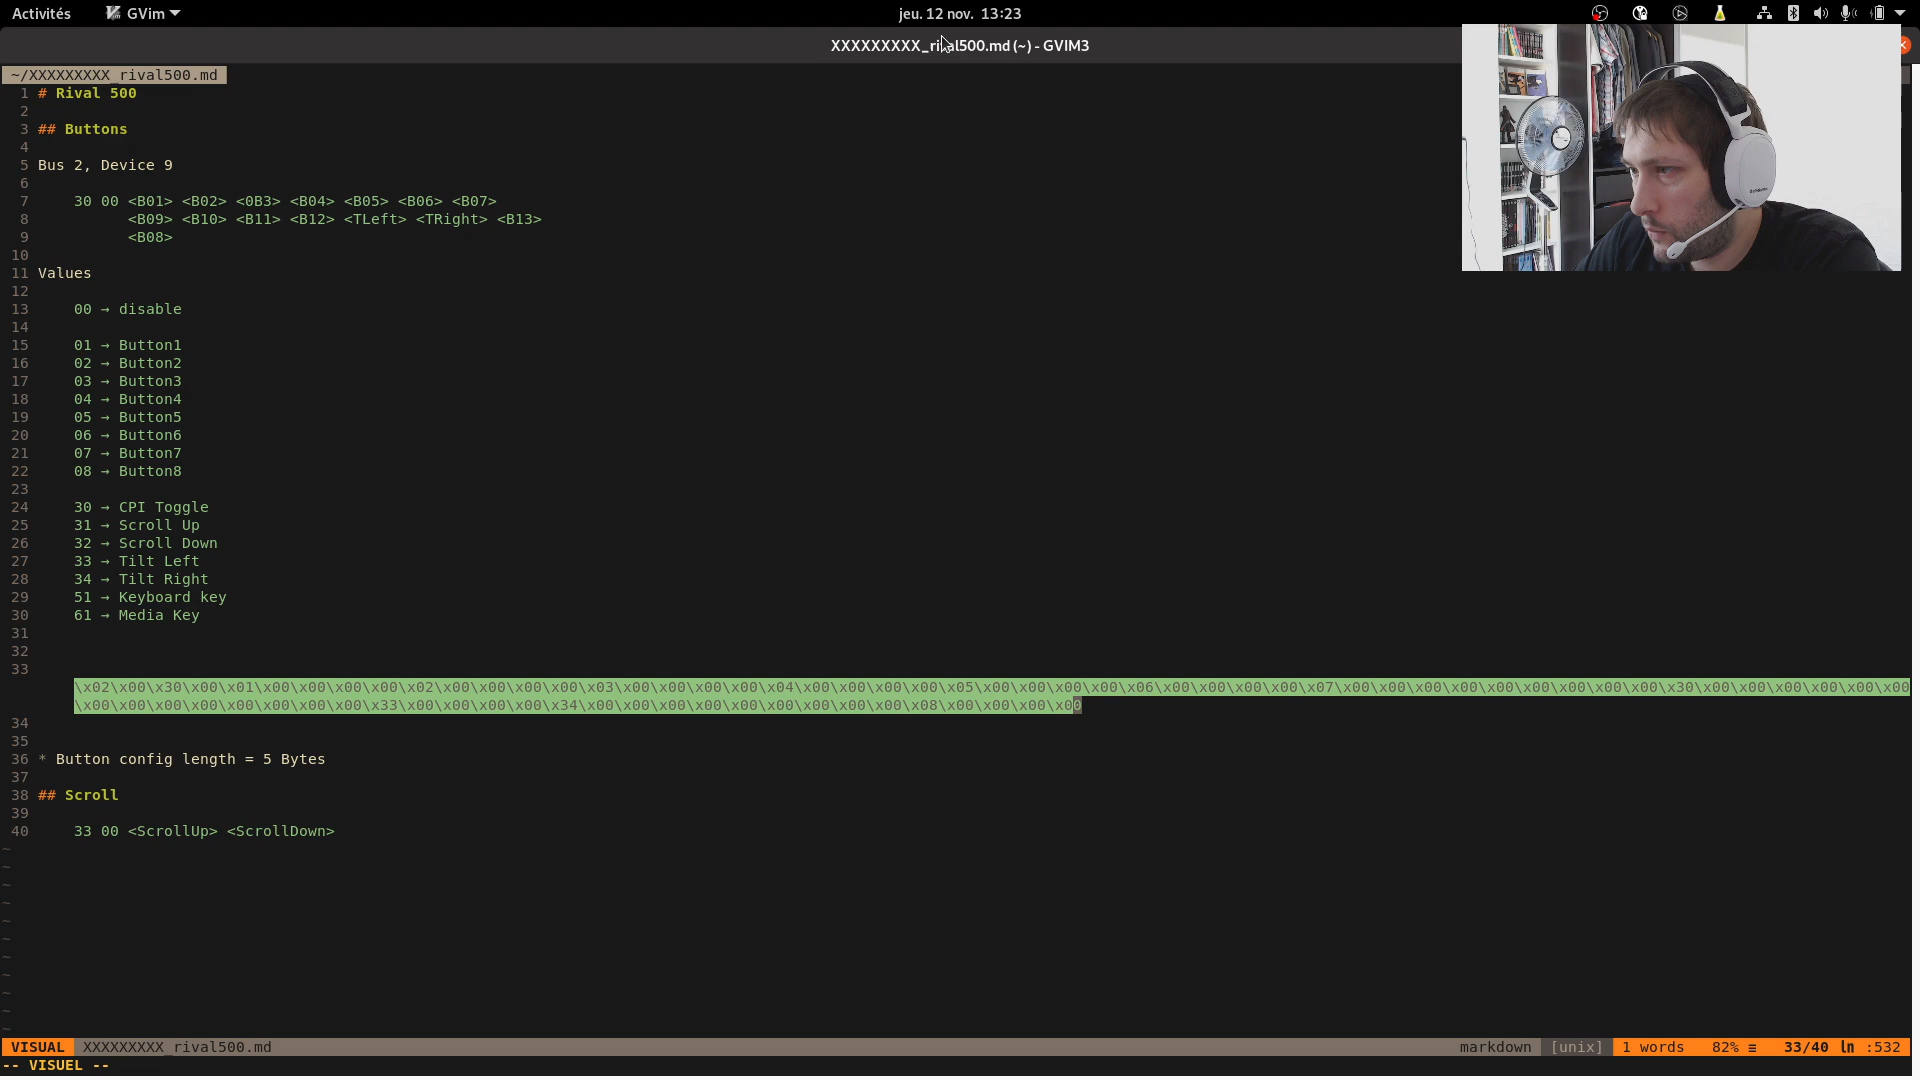 Activités GVim jeu. 12 nov. 13:23
XXXXXXXXX_rival500.md (~) - GVIM3
~/XXXXXXXXX_rival500.md
1 # Rival 500
2
3 ## Buttons
4
5 Bus 2, Device 9
6
7 30 00 <B01> <B02> <0B3> <B04> <B05> <B06> <B07>
8 <B09> <B10> <B11> <B12> <TLeft> <TRight> <B13>
9 <B08>
10
11 Values
12
13 00 → disable
14
15 01 → Button1
16 02 → Button2
17 03 → Button3
18 04 → Button4
19 05 → Button5
20 06 → Button6
21 07 → Button7
22 08 → Button8
23
24 30 → CPI Toggle
25 31 → Scroll Up
26 32 → Scroll Down
27 33 → Tilt Left
28 34 → Tilt Right
29 51 → Keyboard key
30 61 → Media Key
31
32
33
\x02\x00\x30\x00\x01\x00\x00\x00\x00\x02\x00\x00\x00\x00\x03\x00\x00\x00\x00\x04\x00\x00\x00\x00\x05\x00\x00\x00\x00\x06\x00\x00\x00\x00\x07\x00\x00\x00\x00\x00\x00\x00\x00\x00\x30\x00\x00\x00\x00\x00\x00
\x00\x00\x00\x00\x00\x00\x00\x00\x33\x00\x00\x00\x00\x34\x00\x00\x00\x00\x00\x00\x00\x00\x00\x08\x00\x00\x00\x00
34
35
36 * Button config length = 5 Bytes
37
38 ## Scroll
39
40 33 00 <ScrollUp> <ScrollDown>
~
~
~
~
~
~
~
~
~
~
~
VISUAL XXXXXXXXX_rival500.md markdown [unix] 1 words 82% ≡ 33/40 ln :532
-- VISUEL --